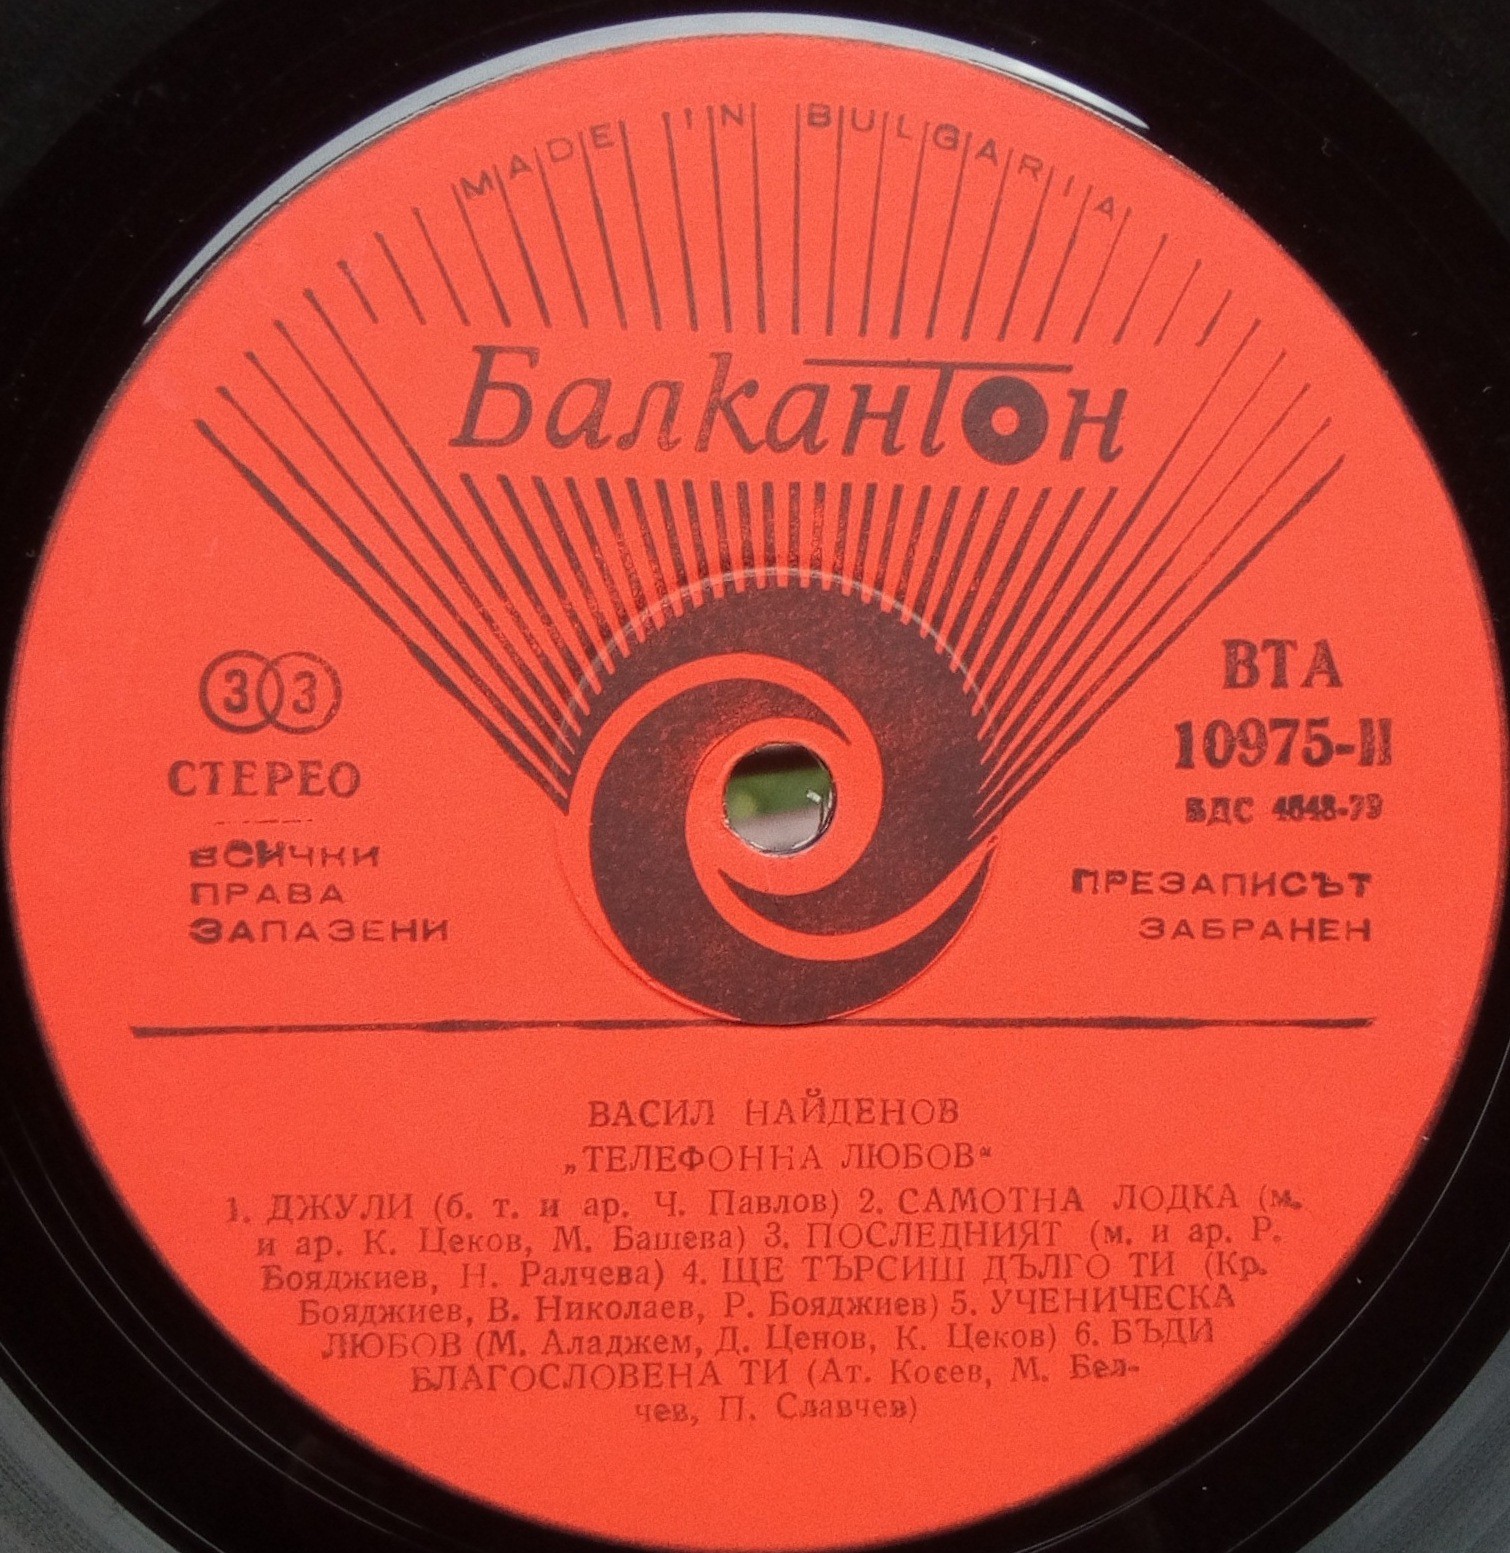 MADE IN BULGARIA
Балкантон
33
СТЕРЕО
ВСИЧКИ
ПРАВА
ЗАПАЗЕНИ
ВТА
10975-II
БДС 4648-79
ПРЕЗАПИСЪТ
ЗАБРАНЕН
ВАСИЛ НАЙДЕНОВ
„ТЕЛЕФОННА ЛЮБОВ“
1. ДЖУЛИ (б. т. и ар. Ч. Павлов) 2. САМОТНА ЛОДКА (м.
и ар. К. Цеков, М. Башева) 3. ПОСЛЕДНИЯТ (м. и ар. Р.
Бояджиев, Н. Ралчева) 4. ЩЕ ТЪРСИШ ДЪЛГО ТИ (Кр.
Бояджиев, В. Николаев, Р. Бояджиев) 5. УЧЕНИЧЕСКА
ЛЮБОВ (М. Аладжем, Д. Ценов, К. Цеков) 6. БЪДИ
БЛАГОСЛОВЕНА ТИ (Ат. Косев, М. Бел-
чев, П. Славчев)